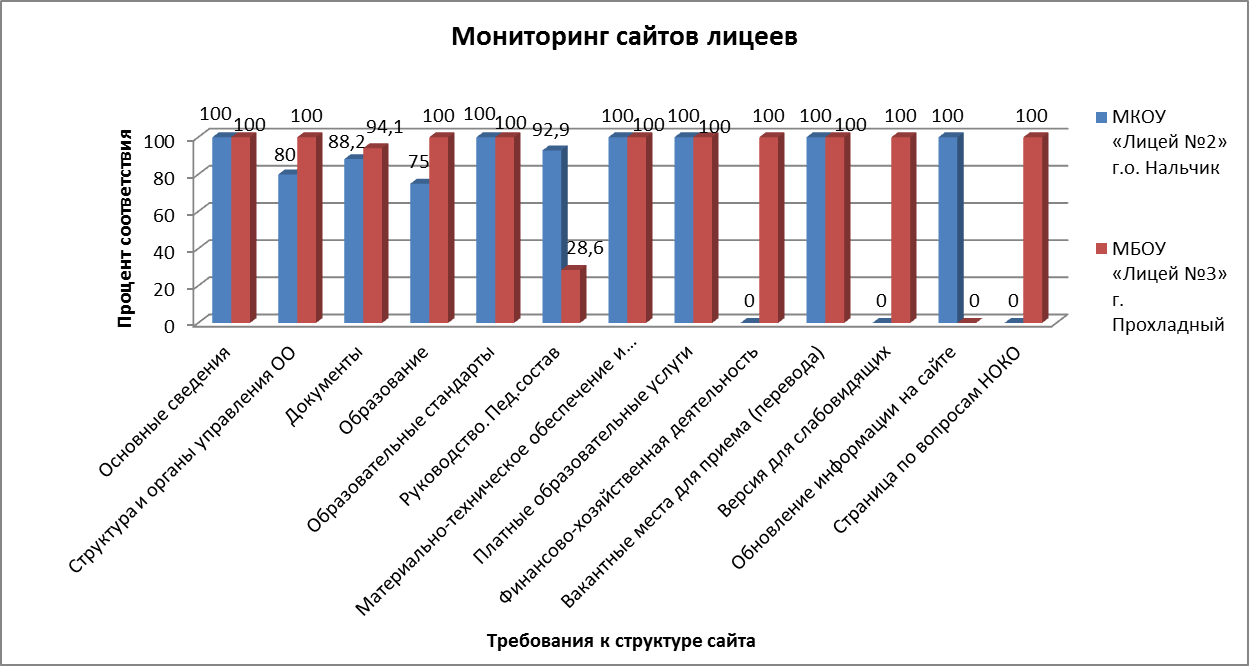 Мониторинг сайтов лицеев
Процент соответствия
100
80
60
40
20
0
100 100
80 100
88,2 94,1
75 100
100 100
92,9 28,6
100 100
100 100
0 100
100 100
0 100
100 0
0 100
Основные сведения
Структура и органы управления ОО
Документы
Образование
Образовательные стандарты
Руководство. Пед.состав
Материально-техническое обеспечение и…
Платные образовательные услуги
Финансово-хозяйственная деятельность
Вакантные места для приема (перевода)
Версия для слабовидящих
Обновление информации на сайте
Страница по вопросам НОКО
Требования к структуре сайта
МКОУ
«Лицей №2»
г.о. Нальчик
МБОУ
«Лицей №3»
г.
Прохладный